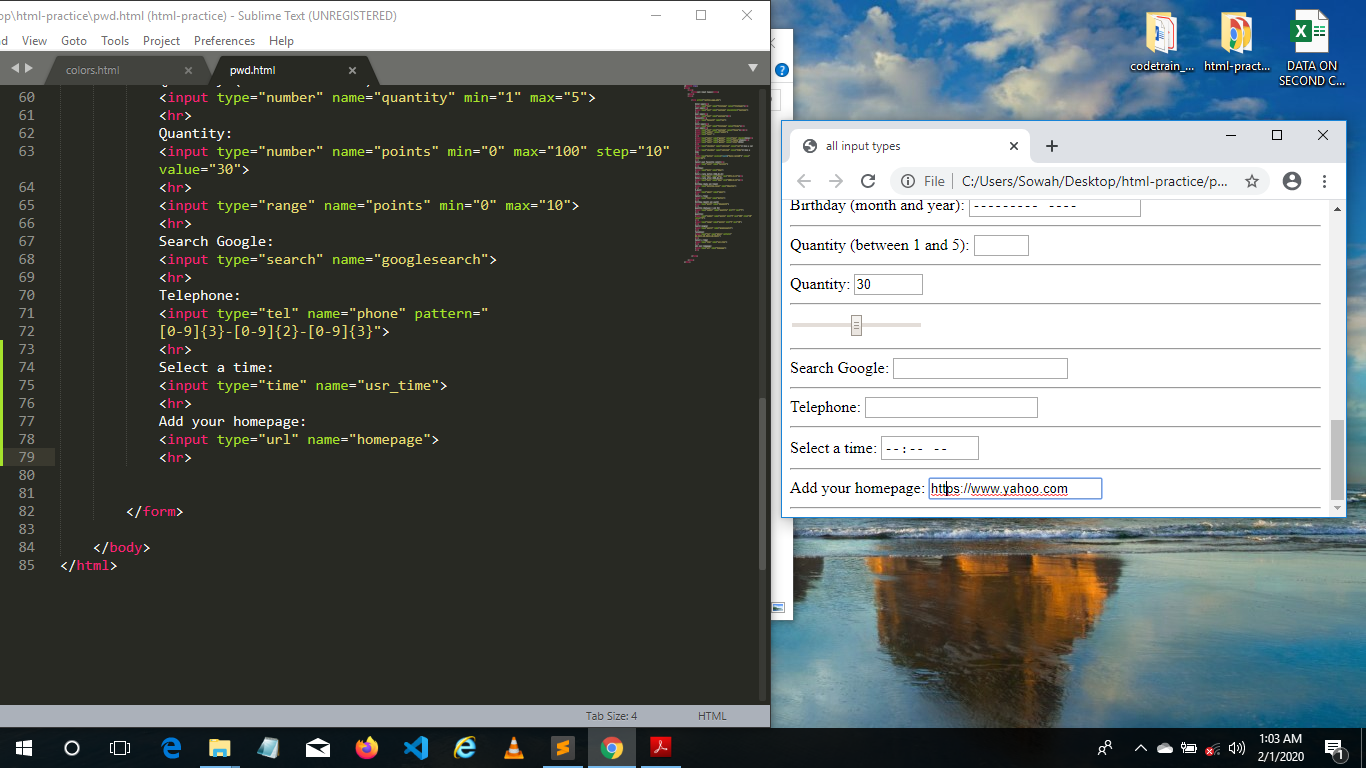 op\html-practice\pwd.html (html-practice) - Sublime Text (UNREGISTERED)
d View Goto Tools Project Preferences Help
colors.html
pwd.html
60 <input type="number" name="quantity" min="1" max="5">
61 <hr>
62 Quantity:
63 <input type="number" name="points" min="0" max="100" step="10"
value="30">
64 <hr>
65 <input type="range" name="points" min="0" max="10">
66 <hr>
67 Search Google:
68 <input type="search" name="googlesearch">
69 <hr>
70 Telephone:
71 <input type="tel" name="phone" pattern="
72 [0-9]{3}-[0-9]{2}-[0-9]{3}">
73 <hr>
74 Select a time:
75 <input type="time" name="usr_time">
76 <hr>
77 Add your homepage:
78 <input type="url" name="homepage">
79 <hr>
80
81
82 </form>
83
84 </body>
85 </html>
Tab Size: 4
HTML
codetrain_...
html-pract...
DATA ON
SECOND C...
all input types
File | C:/Users/Sowah/Desktop/html-practice/p...
Birthday (month and year): --------- ----
Quantity (between 1 and 5):
Quantity: 30
Search Google:
Telephone:
Select a time: --:-- --
Add your homepage: https://www.yahoo.com
1:03 AM
2/1/2020
1